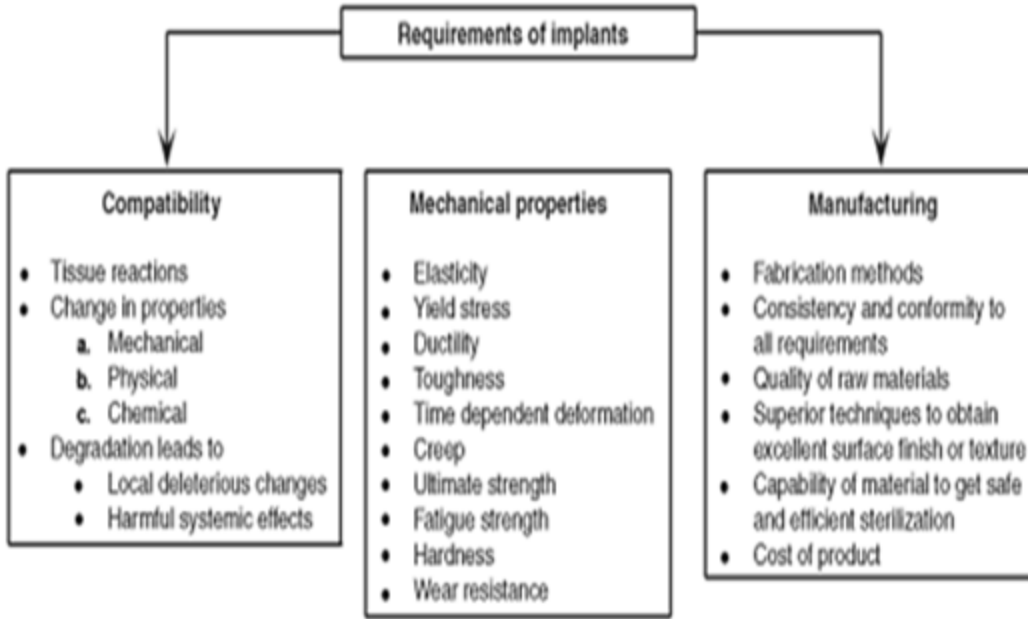 Requirements of implants
Compatibility
• Tissue reactions
• Change in properties
a. Mechanical
b. Physical
c. Chemical
• Degradation leads to
• Local deleterious changes
• Harmful systemic effects
Mechanical properties
• Elasticity
• Yield stress
• Ductility
• Toughness
• Time dependent deformation
• Creep
• Ultimate strength
• Fatigue strength
• Hardness
• Wear resistance
Manufacturing
• Fabrication methods
• Consistency and conformity to
all requirements
• Quality of raw materials
• Superior techniques to obtain
excellent surface finish or texture
• Capability of material to get safe
and efficient sterilization
• Cost of product